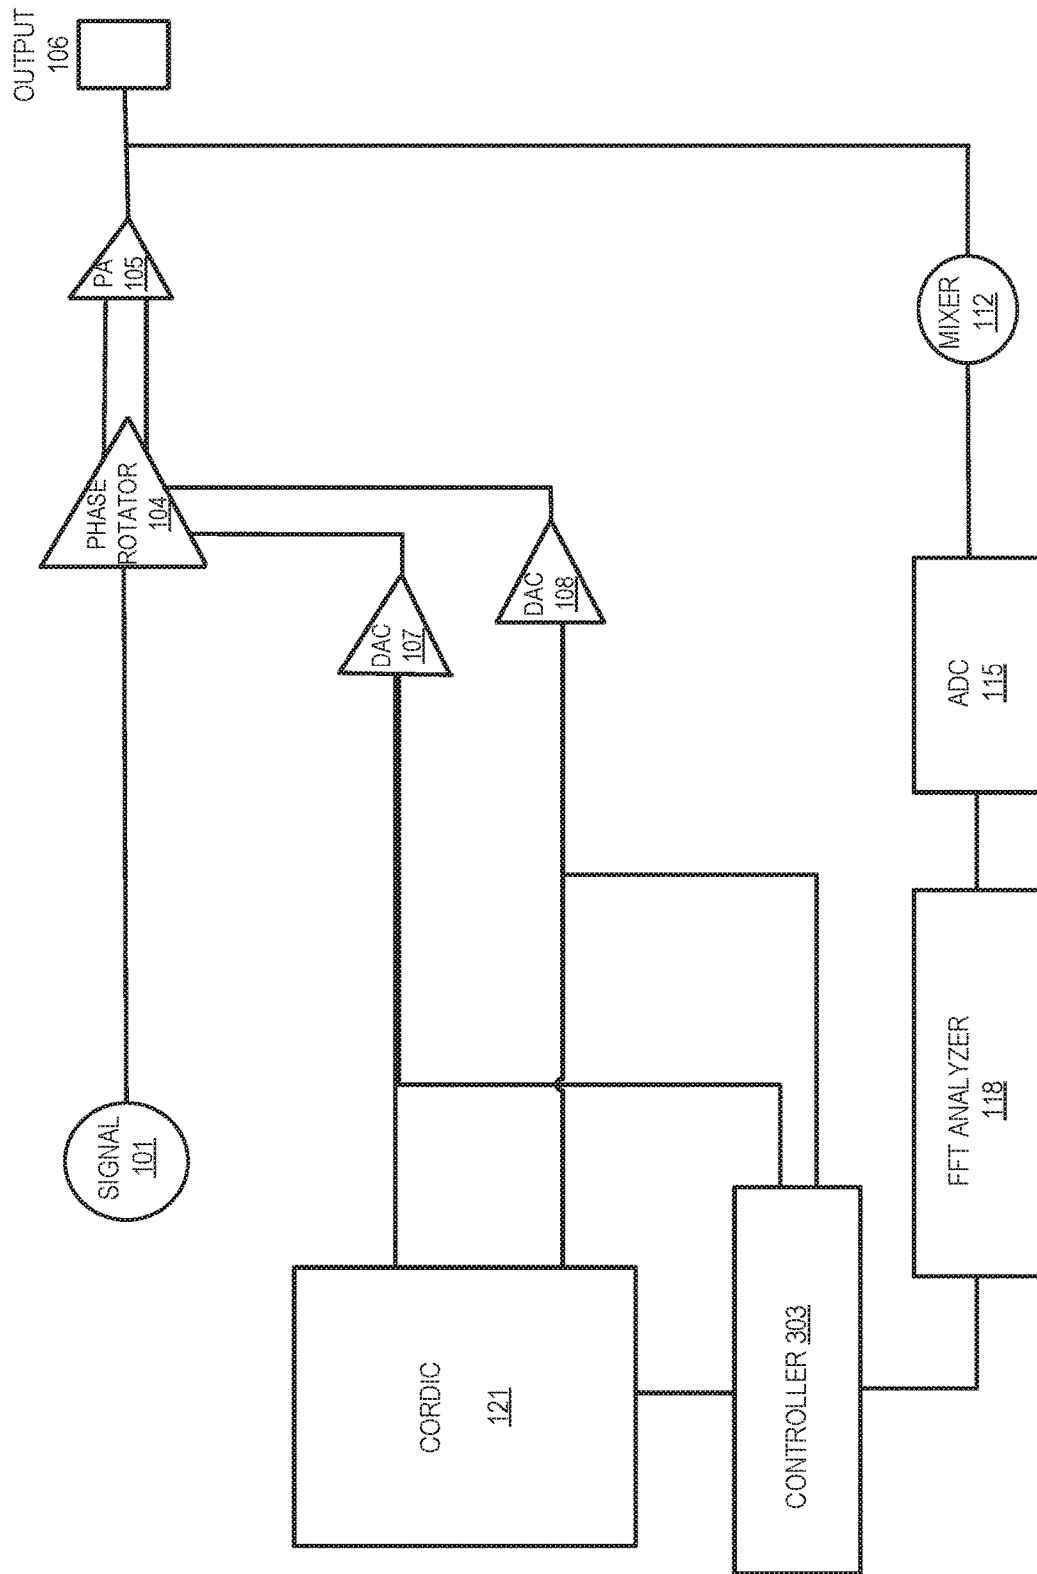 SIGNAL
101
PHASE
ROTATOR
104
PA
105
OUTPUT
106
DAC
107
DAC
108
CORDIC
121
CONTROLLER 303
FFT ANALYZER
118
ADC
115
MIXER
112